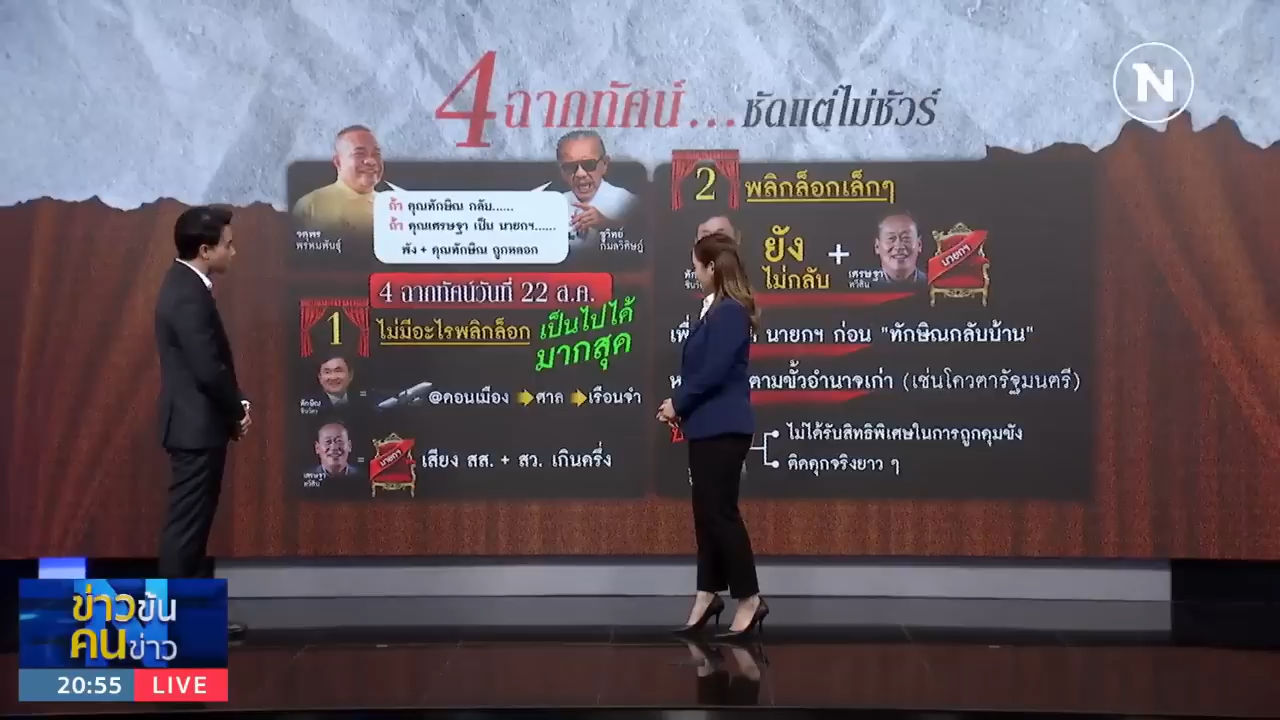 N
4 ฉากทัศน์...ชัดแต่ไม่ชัวร์
ถ้า คุณทักษิณ กลับ......
ถ้า คุณเศรษฐา เป็น นายกฯ......
พัง + คุณทักษิณ ถูกหลอก
จตุพร
พรหมพันธุ์
ชูวิทย์
กมลวิศิษฎ์
4 ฉากทัศน์วันที่ 22 ส.ค.
1
ไม่มีอะไรพลิกล็อก
เป็นไปได้
มากสุด
ทักษิณ
ชินวัตร
= @ดอนเมือง ศาล เรือนจำ
เศรษฐา
ทวีสิน
= นายกฯ เสียง สส. + สว. เกินครึ่ง
2
พลิกล็อกเล็กๆ
ยัง
ไม่กลับ
+
เศรษฐา
ทวีสิน
นายกฯ
นายกฯ ก่อน "ทักษิณกลับบ้าน"
ตามขั้วอำนาจเก่า (เช่นโควตารัฐมนตรี)
ไม่ได้รับสิทธิพิเศษในการถูกคุมขัง
ติดคุกจริงยาว ๆ
ข่าวข้น
คนข่าว
20:55 LIVE